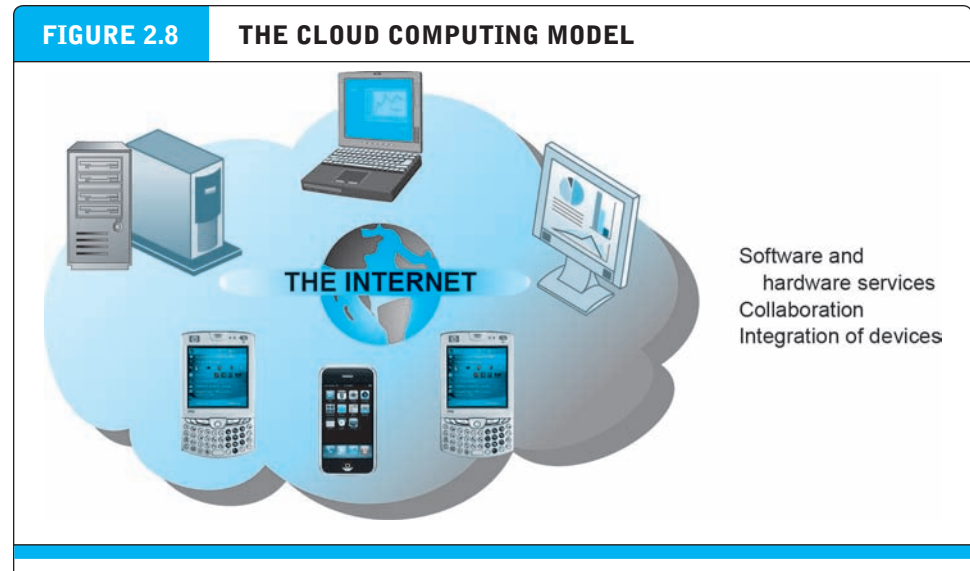 FIGURE 2.8
THE CLOUD COMPUTING MODEL
THE INTERNET
Software and
hardware services
Collaboration
Integration of devices